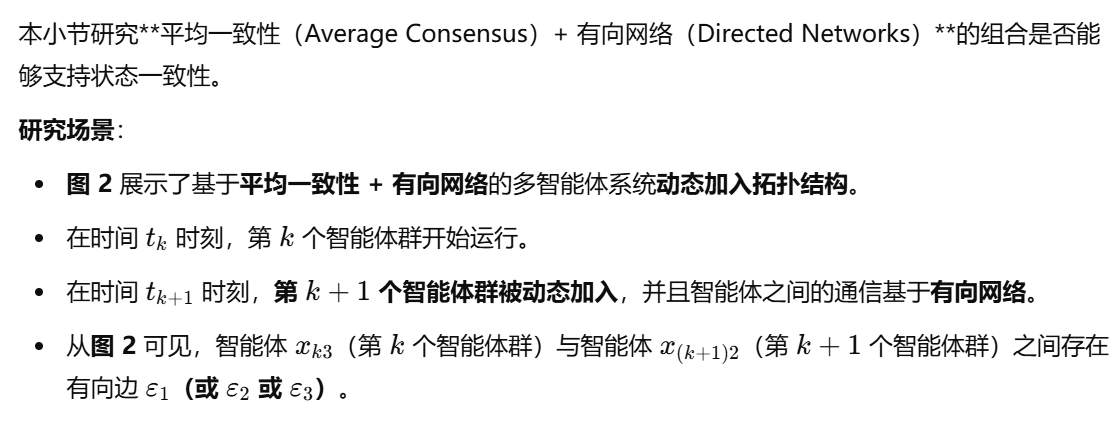 本小节研究**平均一致性（Average Consensus）+ 有向网络（Directed Networks）**的组合是否能
够支持状态一致性。
研究场景：
• 图 2 展示了基于平均一致性 + 有向网络的多智能体系统动态加入拓扑结构。
• 在时间 $t_k$ 时刻，第 $k$ 个智能体群开始运行。
• 在时间 $t_{k+1}$ 时刻，第 $k+1$ 个智能体群被动态加入，并且智能体之间的通信基于有向网络。
• 从图 2 可见，智能体 $x_{k3}$（第 $k$ 个智能体群）与智能体 $x_{(k+1)2}$（第 $k+1$ 个智能体群）之间存在
有向边 $\varepsilon_1$（或 $\varepsilon_2$ 或 $\varepsilon_3$）。